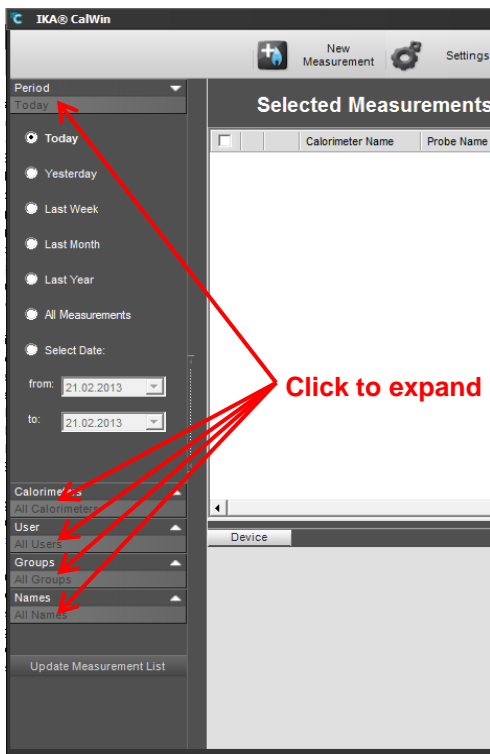 IKA® CalWin
New
Measurement
Settings
Period
Today
Today
Yesterday
Last Week
Last Month
Last Year
All Measurements
Select Date:
from: 21.02.2013
to: 21.02.2013
Calorimeters
All Calorimeters
User
All Users
Groups
All Groups
Names
All Names
Update Measurement List
Selected Measurements
Calorimeter Name Probe Name
Click to expand
Device